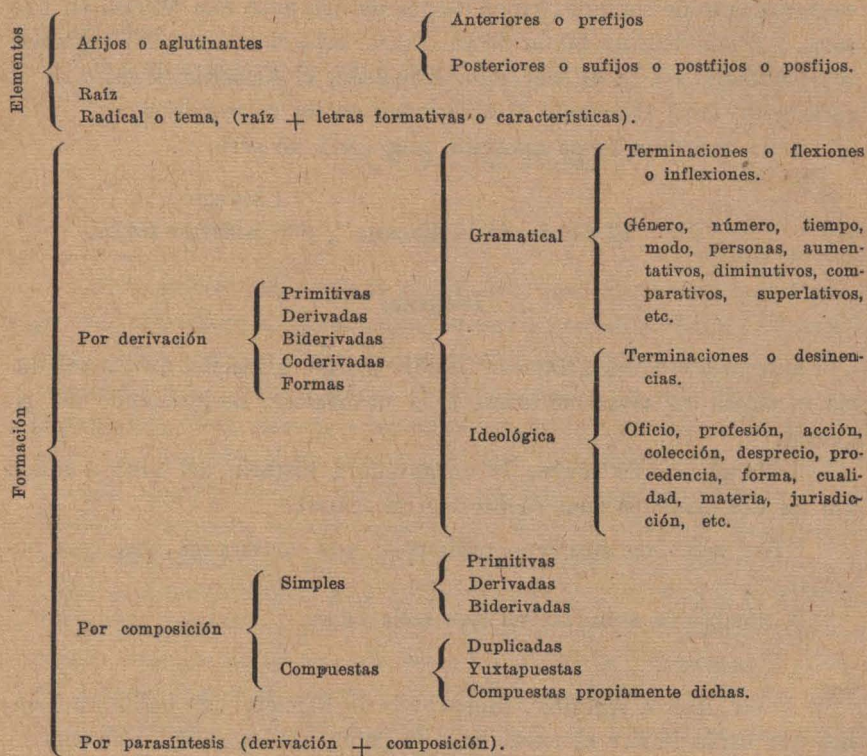 Elementos
Afijos o aglutinantes
Anteriores o prefijos
Posteriores o sufijos o postfijos o posfijos.
Raíz
Radical o tema, (raíz + letras formativas o características).
Formación
Por derivación
Primitivas
Derivadas
Biderivadas
Coderivadas
Formas
Gramatical
Terminaciones o flexiones
o inflexiones.
Género, número, tiempo,
modo, personas, aumen-
tativos, diminutivos, com-
parativos, superlativos,
etc.
Ideológica
Terminaciones o desinen-
cias.
Oficio, profesión, acción,
colección, desprecio, pro-
cedencia, forma, cuali-
dad, materia, jurisdic-
ción, etc.
Por composición
Simples
Primitivas
Derivadas
Biderivadas
Compuestas
Duplicadas
Yuxtapuestas
Compuestas propiamente dichas.
Por parasíntesis (derivación + composición).